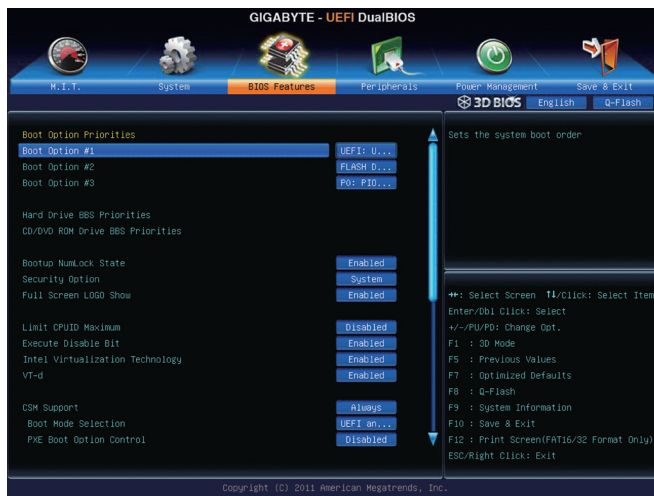 GIGABYTE - UEFI DualBIOS
M.I.T.
System
BIOS Features
Peripherals
Power Management
Save & Exit
3D BIOS
English
Q-Flash
Boot Option Priorities
Boot Option #1 UEFI: U...
Boot Option #2 FLASH D...
Boot Option #3 P0: PIO...
Hard Drive BBS Priorities
CD/DVD ROM Drive BBS Priorities
Bootup NumLock State Enabled
Security Option System
Full Screen LOGO Show Enabled
Limit CPUID Maximum Disabled
Execute Disable Bit Enabled
Intel Virtualization Technology Enabled
VT-d Enabled
CSM Support Always
Boot Mode Selection UEFI an...
PXE Boot Option Control Disabled
Sets the system boot order
→←: Select Screen ↑↓/Click: Select Item
Enter/Dbl Click: Select
+/-/PU/PD: Change Opt.
F1 : 3D Mode
F5 : Previous Values
F7 : Optimized Defaults
F8 : Q-Flash
F9 : System Information
F10 : Save & Exit
F12 : Print Screen(FAT16/32 Format Only)
ESC/Right Click: Exit
Copyright (C) 2011 American Megatrends, Inc.